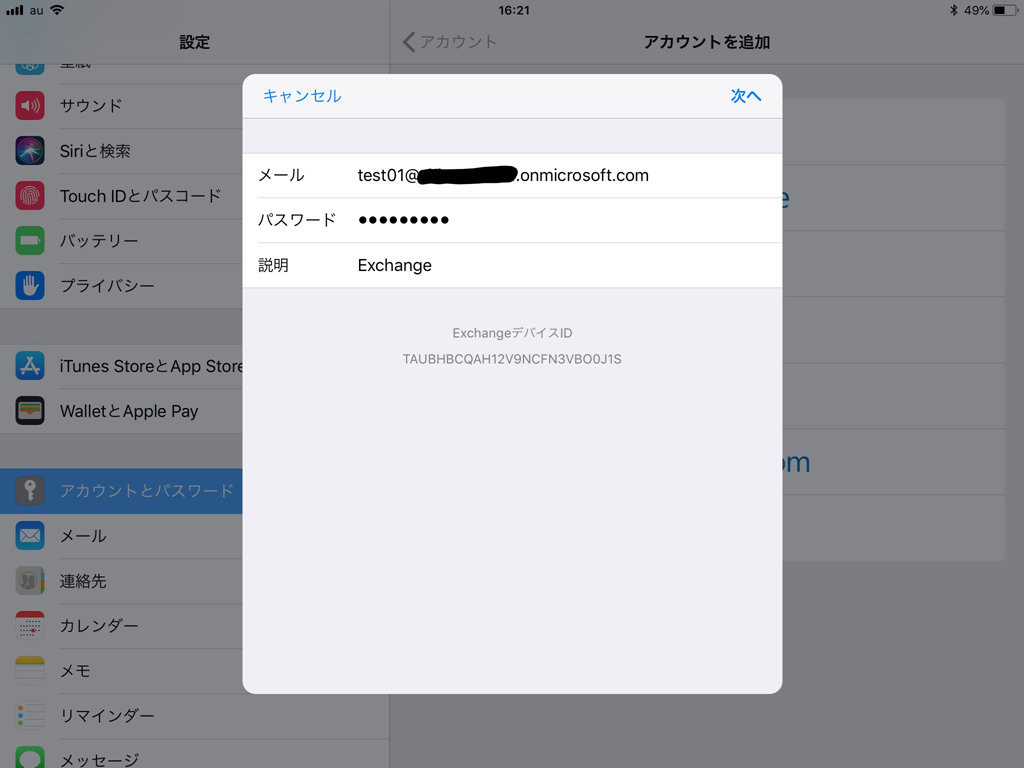 au 16:21 49%
設定
アカウント アカウントを追加
壁紙
サウンド
Siriと検索
Touch IDとパスコード
バッテリー
プライバシー
iTunes StoreとApp Store
WalletとApple Pay
アカウントとパスワード
メール
連絡先
カレンダー
メモ
リマインダー
メッセージ
キャンセル 次へ
メール test01@ .onmicrosoft.com
パスワード ●●●●●●●●●
説明 Exchange
ExchangeデバイスID
TAUBHBCQAH12V9NCFN3VBO0J1S
e
om